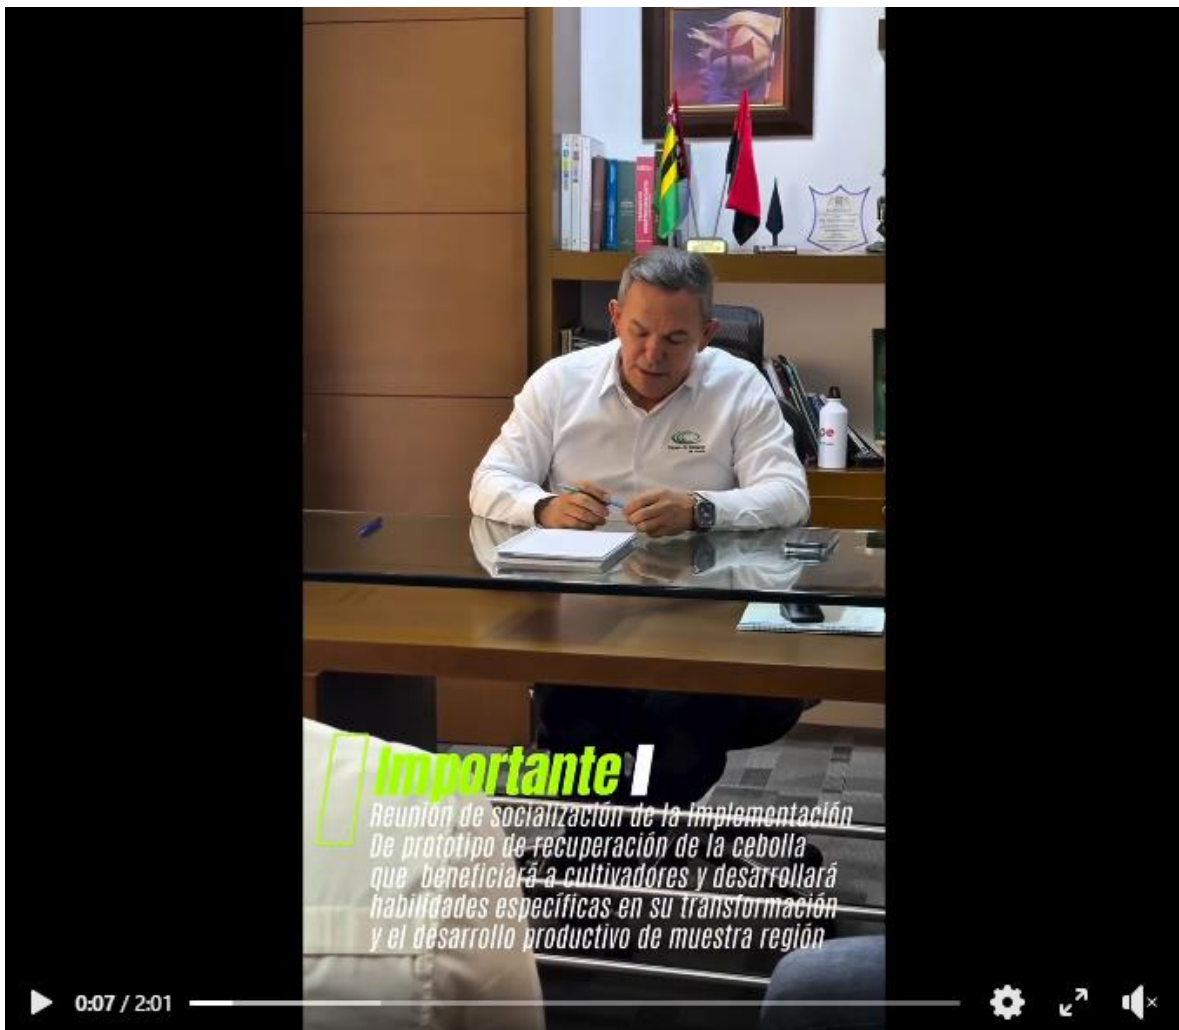 Importante
Reunión de socialización de la implementación
De prototipo de recuperación de la cebolla
que beneficiará a cultivadores y desarrollará
habilidades específicas en su transformación
y el desarrollo productivo de muestra región
0:07 / 2:01